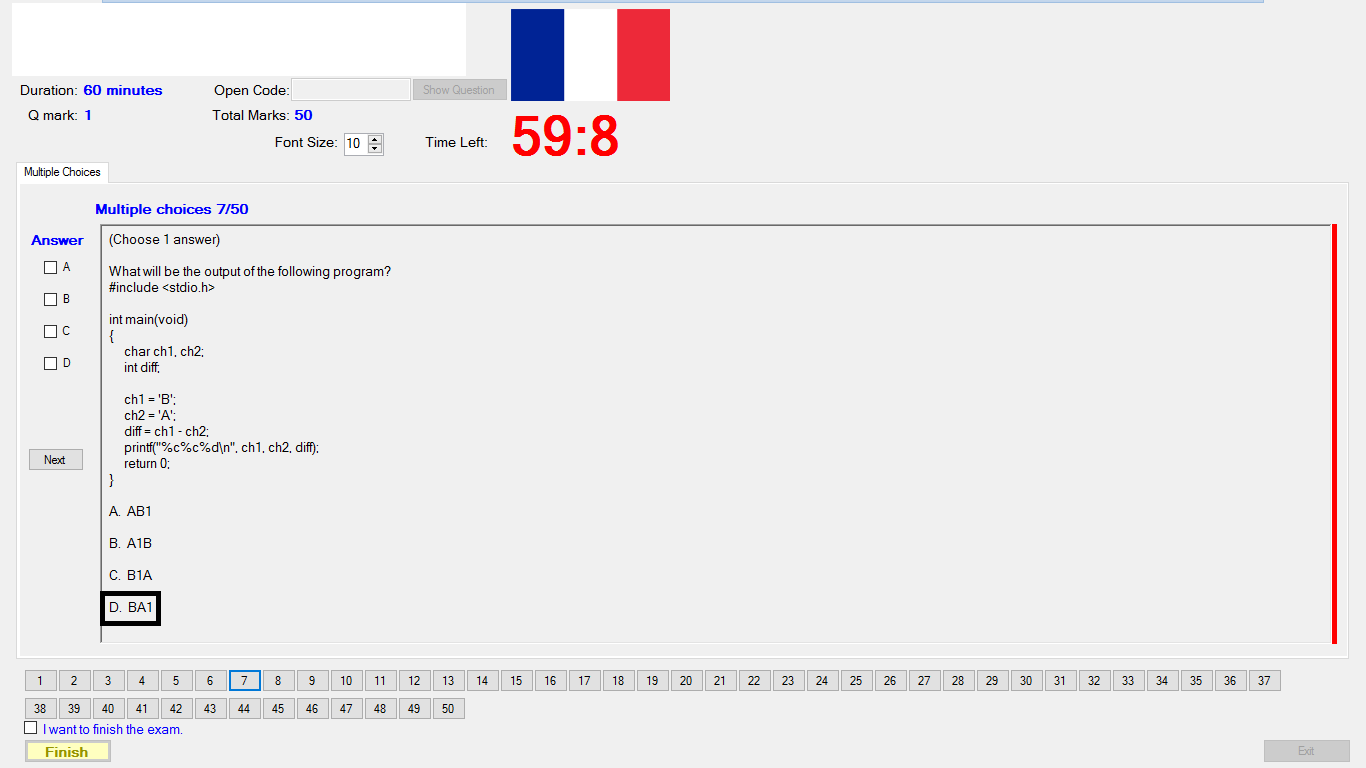 Duration: 60 minutes
Open Code:
Show Question
Q mark: 1
Total Marks: 50
Font Size: 10
Time Left: 59:8
Multiple Choices
Multiple choices 7/50
Answer
A
B
C
D
Next
(Choose 1 answer)
What will be the output of the following program?
#include <stdio.h>
int main(void)
{
char ch1, ch2;
int diff;
ch1 = 'B';
ch2 = 'A';
diff = ch1 - ch2;
printf("%c%c%d\n", ch1, ch2, diff);
return 0;
}
A. AB1
B. A1B
C. B1A
D. BA1
1 2 3 4 5 6 7 8 9 10 11 12 13 14 15 16 17 18 19 20 21 22 23 24 25 26 27 28 29 30 31 32 33 34 35 36 37
38 39 40 41 42 43 44 45 46 47 48 49 50
I want to finish the exam.
Finish
Exit